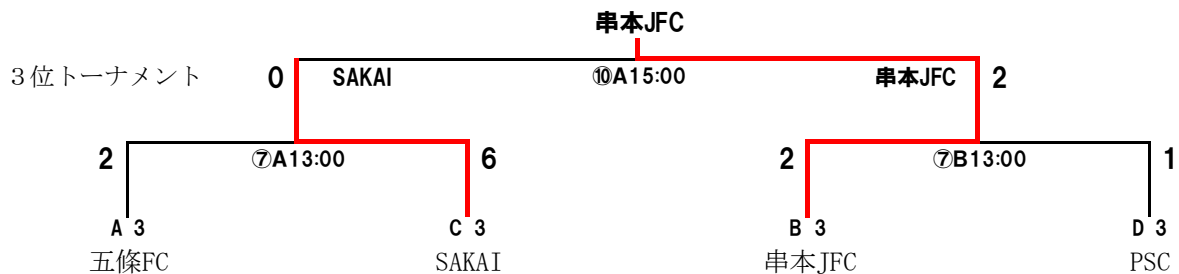 串本JFC
3位トーナメント 0 SAKAI ⑩A15:00 串本JFC 2
2 ⑦A13:00 6 2 ⑦B13:00 1
A 3 C 3 B 3 D 3
五條FC SAKAI 串本JFC PSC